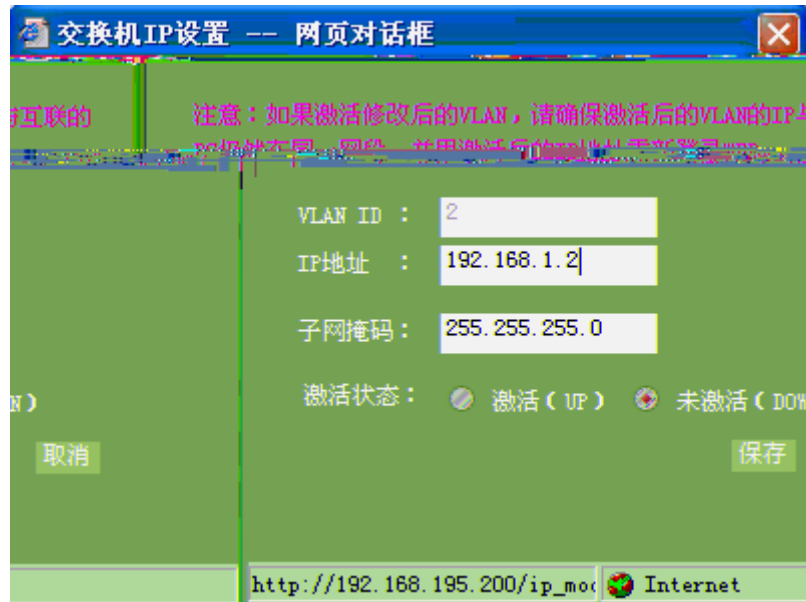 交换机IP设置 -- 网页对话框
互联的
注意：如果激活修改后的VLAN，请确保激活后的VLAN的IP与
VLAN ID ： 2
IP地址 ： 192.168.1.2
子网掩码： 255.255.255.0
激活状态： 激活（UP） 未激活（DOW
N）
取消
保存
http://192.168.195.200/ip_mo
Internet